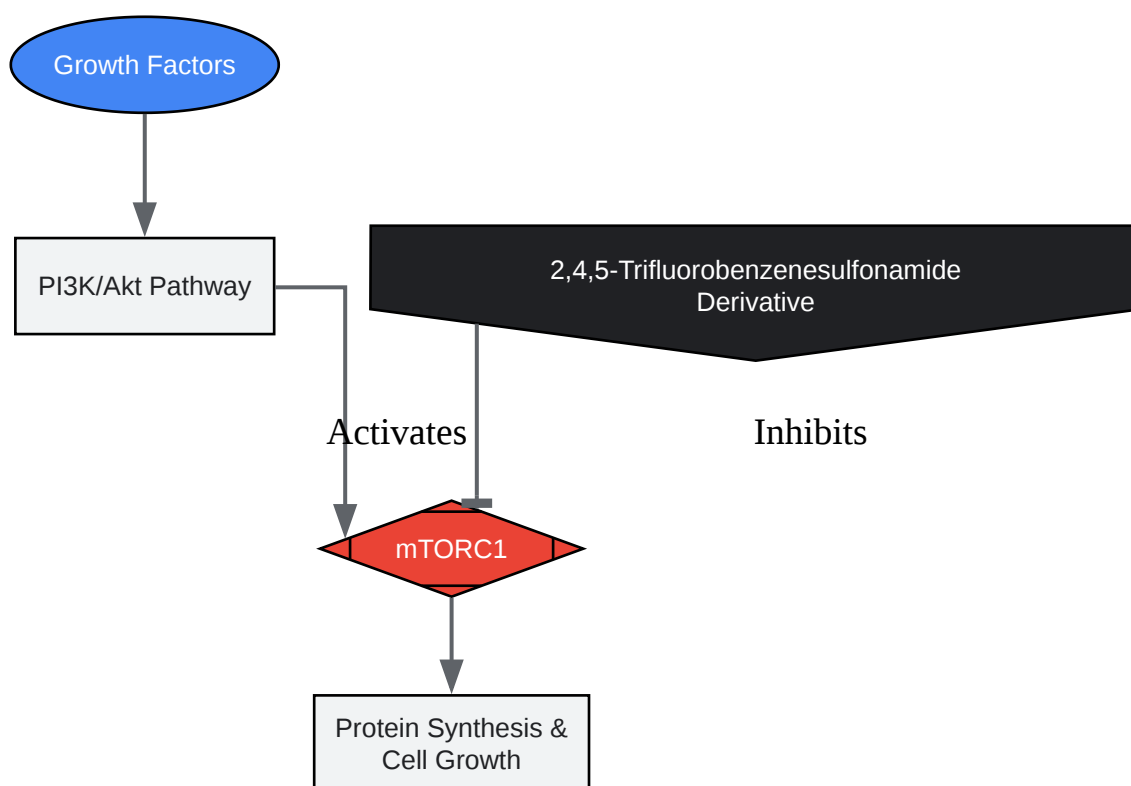 Growth Factors
PI3K/Akt Pathway
2,4,5-Trifluorobenzenesulfonamide
Derivative
Activates
Inhibits
mTORC1
Protein Synthesis &
Cell Growth